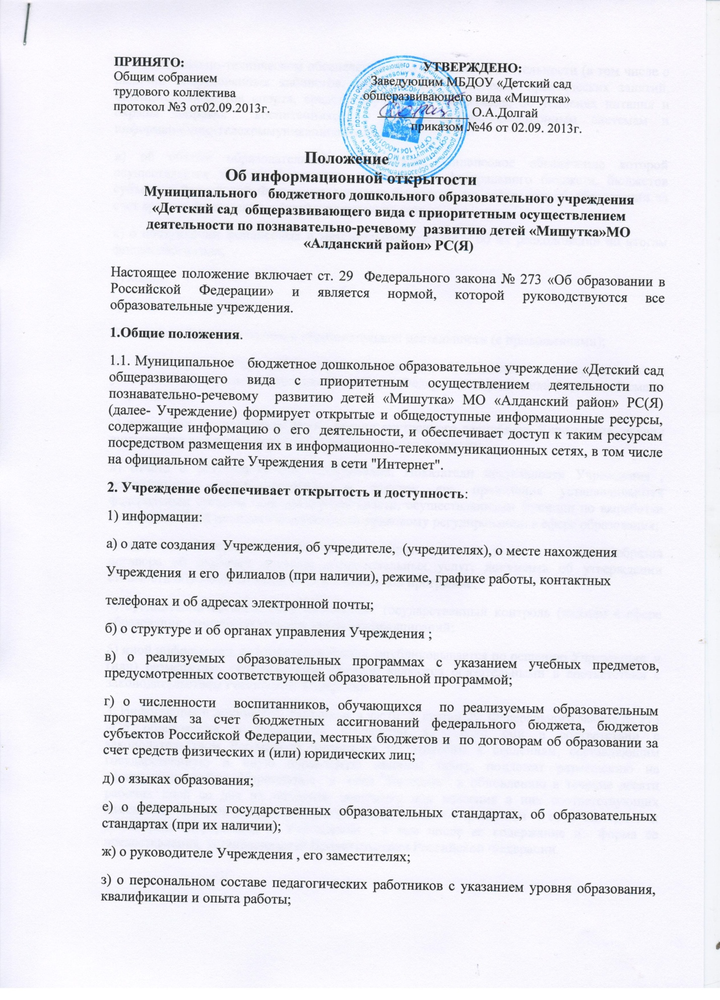 ПРИНЯТО:
Общим собранием
трудового коллектива
протокол №3 от02.09.2013г.
УТВЕРЖДЕНО:
Заведующим МБДОУ «Детский сад
общеразвивающего вида «Мишутка»
О.А.Долгай
приказом №46 от 02.09. 2013г.
Положение
Об информационной открытости
Муниципального бюджетного дошкольного образовательного учреждения
«Детский сад общеразвивающего вида с приоритетным осуществлением
деятельности по познавательно-речевому развитию детей «Мишутка»МО
«Алданский район» РС(Я)
Настоящее положение включает ст. 29 Федерального закона № 273 «Об образовании в
Российской Федерации» и является нормой, которой руководствуются все
образовательные учреждения.
1.Общие положения.
1.1. Муниципальное бюджетное дошкольное образовательное учреждение «Детский сад
общеразвивающего вида с приоритетным осуществлением деятельности по
познавательно-речевому развитию детей «Мишутка» МО «Алданский район» РС(Я)
(далее- Учреждение) формирует открытые и общедоступные информационные ресурсы,
содержащие информацию о его деятельности, и обеспечивает доступ к таким ресурсам
посредством размещения их в информационно-телекоммуникационных сетях, в том числе
на официальном сайте Учреждения в сети "Интернет".
2. Учреждение обеспечивает открытость и доступность:
1) информации:
а) о дате создания Учреждения, об учредителе, (учредителях), о месте нахождения
Учреждения и его филиалов (при наличии), режиме, графике работы, контактных
телефонах и об адресах электронной почты;
б) о структуре и об органах управления Учреждения ;
в) о реализуемых образовательных программах с указанием учебных предметов,
предусмотренных соответствующей образовательной программой;
г) о численности воспитанников, обучающихся по реализуемым образовательным
программам за счет бюджетных ассигнований федерального бюджета, бюджетов
субъектов Российской Федерации, местных бюджетов и по договорам об образовании за
счет средств физических и (или) юридических лиц;
д) о языках образования;
е) о федеральных государственных образовательных стандартах, об образовательных
стандартах (при их наличии);
ж) о руководителе Учреждения , его заместителях;
з) о персональном составе педагогических работников с указанием уровня образования,
квалификации и опыта работы;